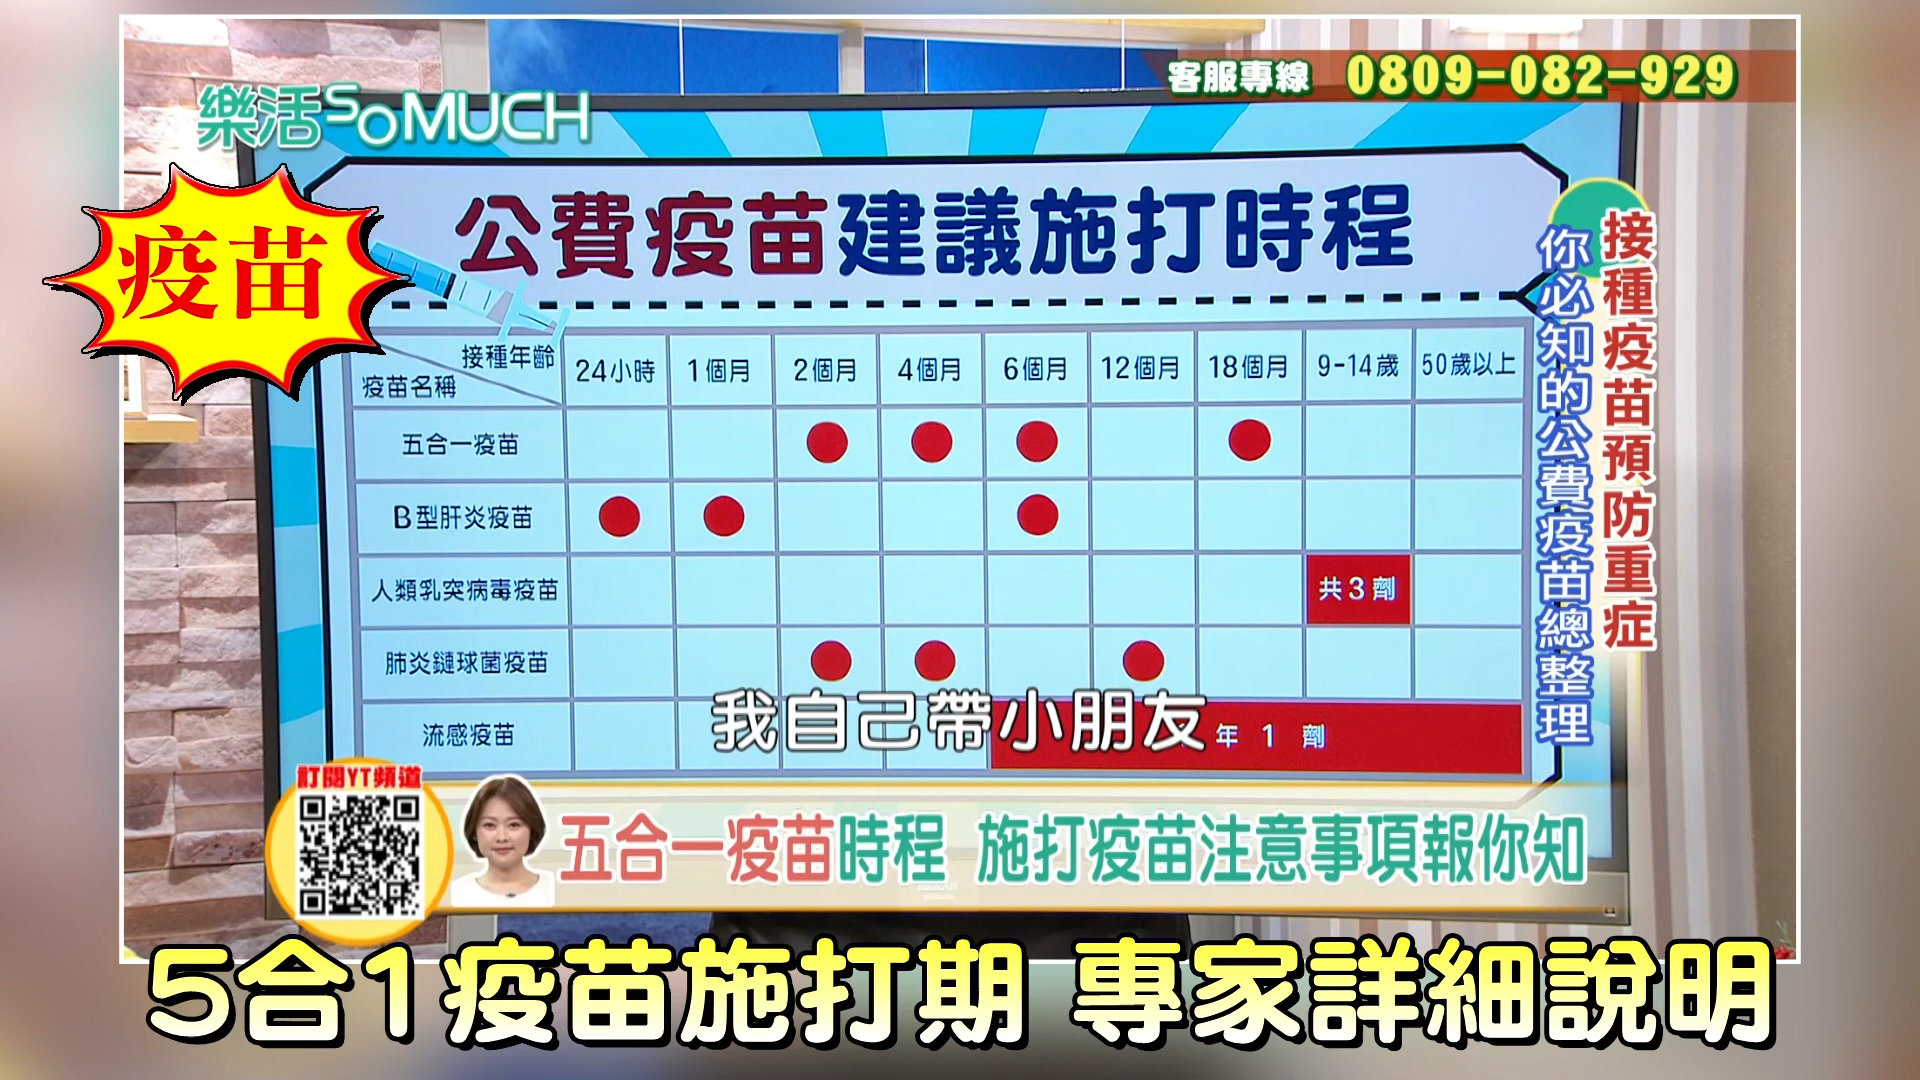 客服專線 0809-082-929
樂活SoMUCH
疫苗
公費疫苗建議施打時程
接種疫苗預防重症
你必知的公費疫苗總整理
接種年齡
疫苗名稱
24小時 1個月 2個月 4個月 6個月 12個月 18個月 9-14歲 50歲以上
五合一疫苗
B型肝炎疫苗
人類乳突病毒疫苗 共3劑
肺炎鏈球菌疫苗
流感疫苗 年 1 劑
我自己帶小朋友
訂閱YT頻道
五合一疫苗時程 施打疫苗注意事項報你知
5合1疫苗施打期 專家詳細說明